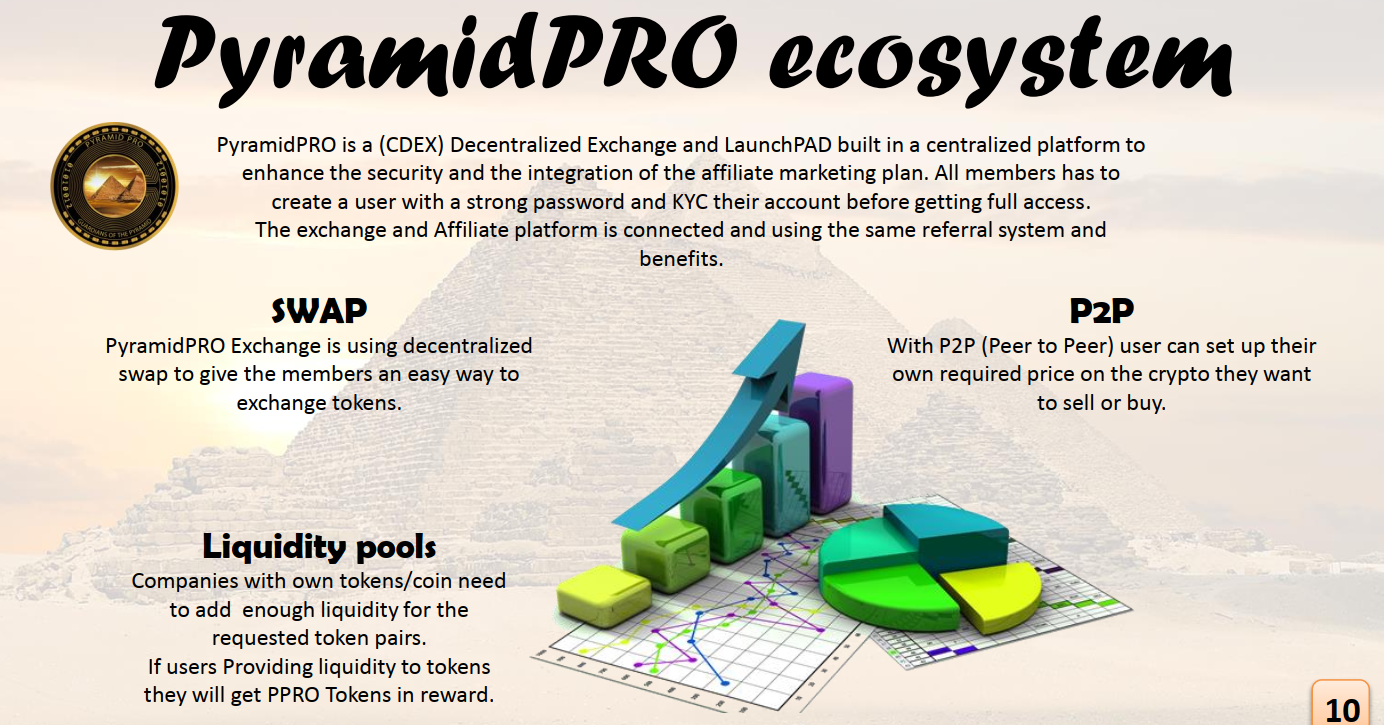 PyramidPRO ecosystem
PYRAMID PRO
GUARDIANS OF THE PYRAMID
PyramidPRO is a (CDEX) Decentralized Exchange and LaunchPAD built in a centralized platform to
enhance the security and the integration of the affiliate marketing plan. All members has to
create a user with a strong password and KYC their account before getting full access.
The exchange and Affiliate platform is connected and using the same referral system and
benefits.
SWAP
PyramidPRO Exchange is using decentralized
swap to give the members an easy way to
exchange tokens.
P2P
With P2P (Peer to Peer) user can set up their
own required price on the crypto they want
to sell or buy.
Liquidity pools
Companies with own tokens/coin need
to add  enough liquidity for the
requested token pairs.
If users Providing liquidity to tokens
they will get PPRO Tokens in reward.
10